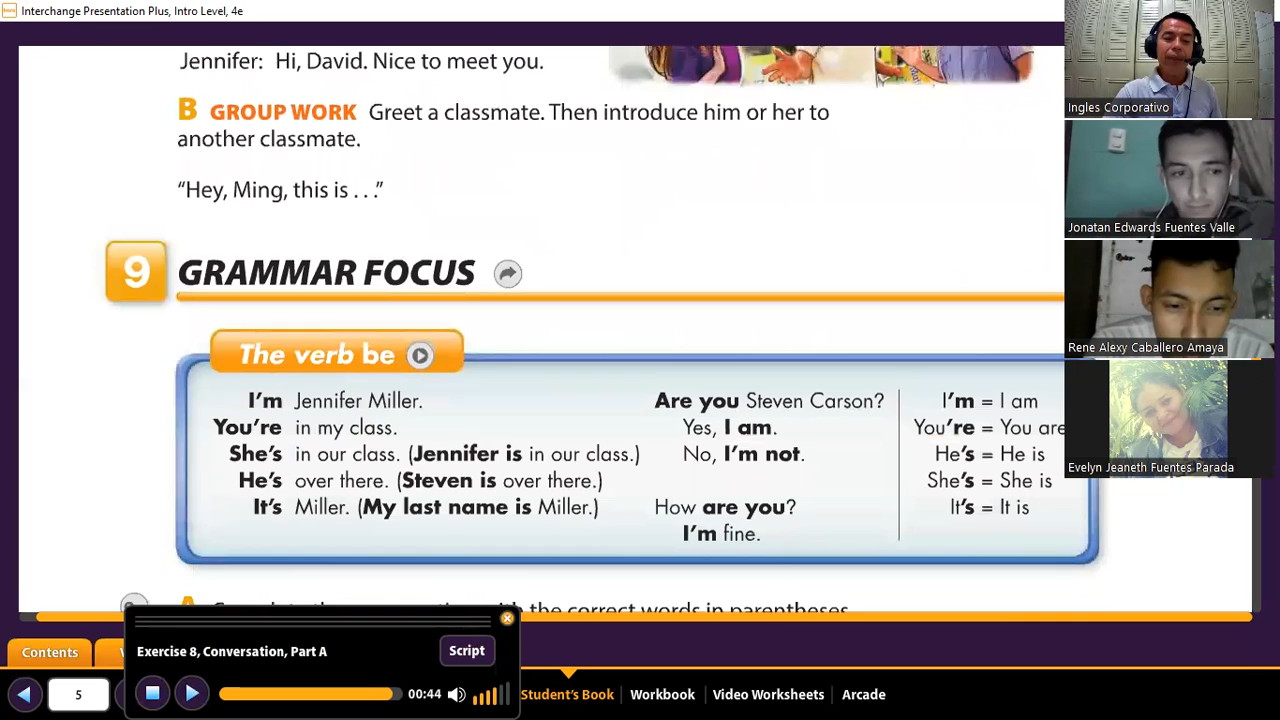 Interchange Presentation Plus, Intro Level, 4e
Jennifer: Hi, David. Nice to meet you.
B GROUP WORK Greet a classmate. Then introduce him or her to
another classmate.
“Hey, Ming, this is . . .”
9 GRAMMAR FOCUS
The verb be
I'm Jennifer Miller.
You're in my class.
She's in our class. (Jennifer is in our class.)
He's over there. (Steven is over there.)
It's Miller. (My last name is Miller.)
Are you Steven Carson?
Yes, I am.
No, I'm not.
How are you?
I'm fine.
I'm = I am
You're = You are
He's = He is
She's = She is
It's = It is
A with the correct words in parentheses
Ingles Corporativo
Jonatan Edwards Fuentes Valle
Rene Alexy Caballero Amaya
Evelyn Jeaneth Fuentes Parada
Exercise 8, Conversation, Part A
Script
00:44
Contents
5
Student's Book
Workbook
Video Worksheets
Arcade